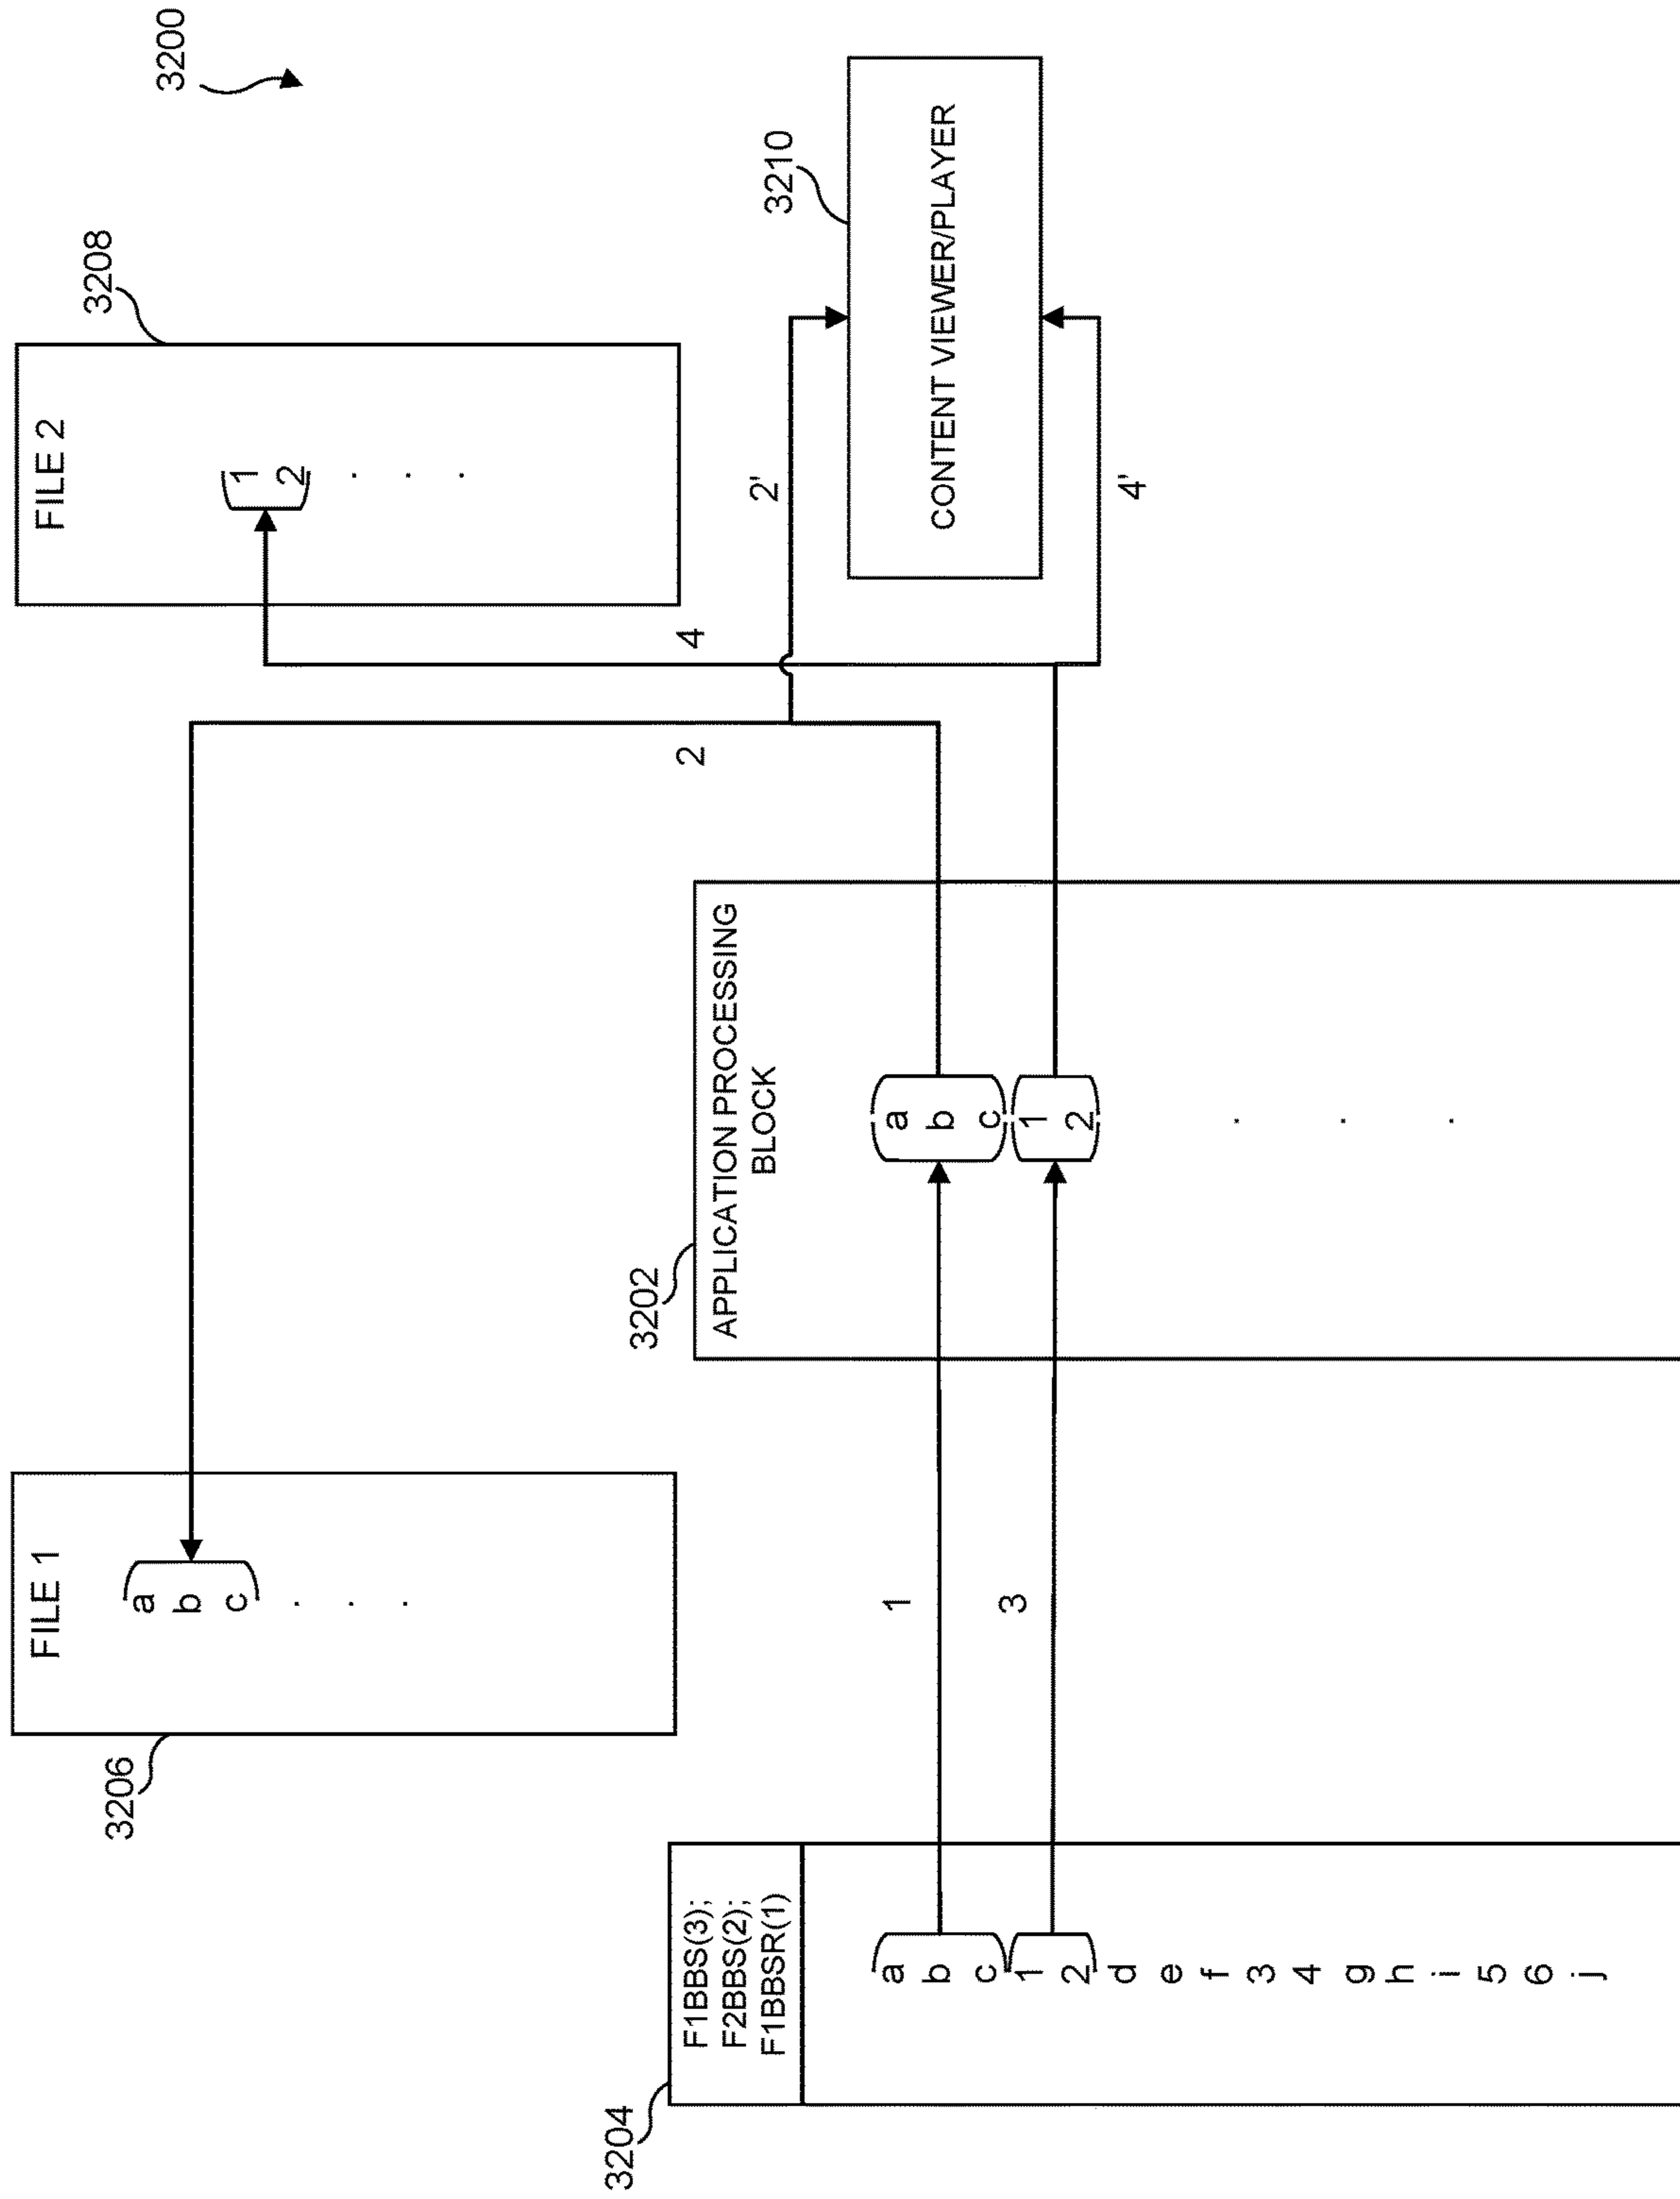 3200
3206
FILE 1
a
b
c
.
.
.
3208
FILE 2
1
2
.
.
.
2
4
2'
4'
3210
CONTENT VIEWER/PLAYER
3202
APPLICATION PROCESSING
BLOCK
a
b
c
1
2
.
.
.
1
3
3204
F1BBS(3);
F2BBS(2);
F1BBSR(1)
a
b
c
1
2
d
e
f
3
4
g
h
i
5
6
j